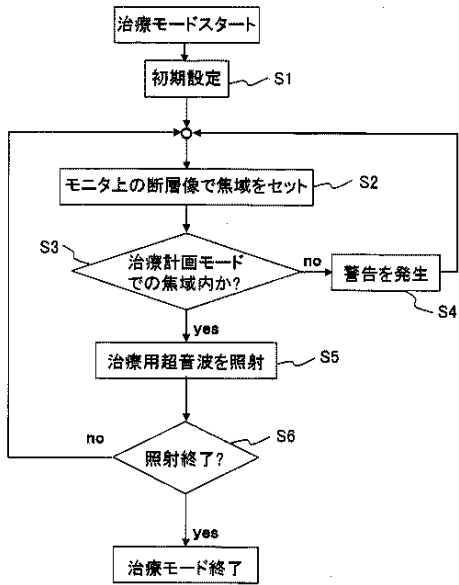 治療モードスタート
初期設定
S1
モニタ上の断層像で焦域をセット
S2
S3
治療計画モード
での焦域内か?
no
警告を発生
S4
yes
治療用超音波を照射
S5
no
照射終了?
S6
yes
治療モード終了